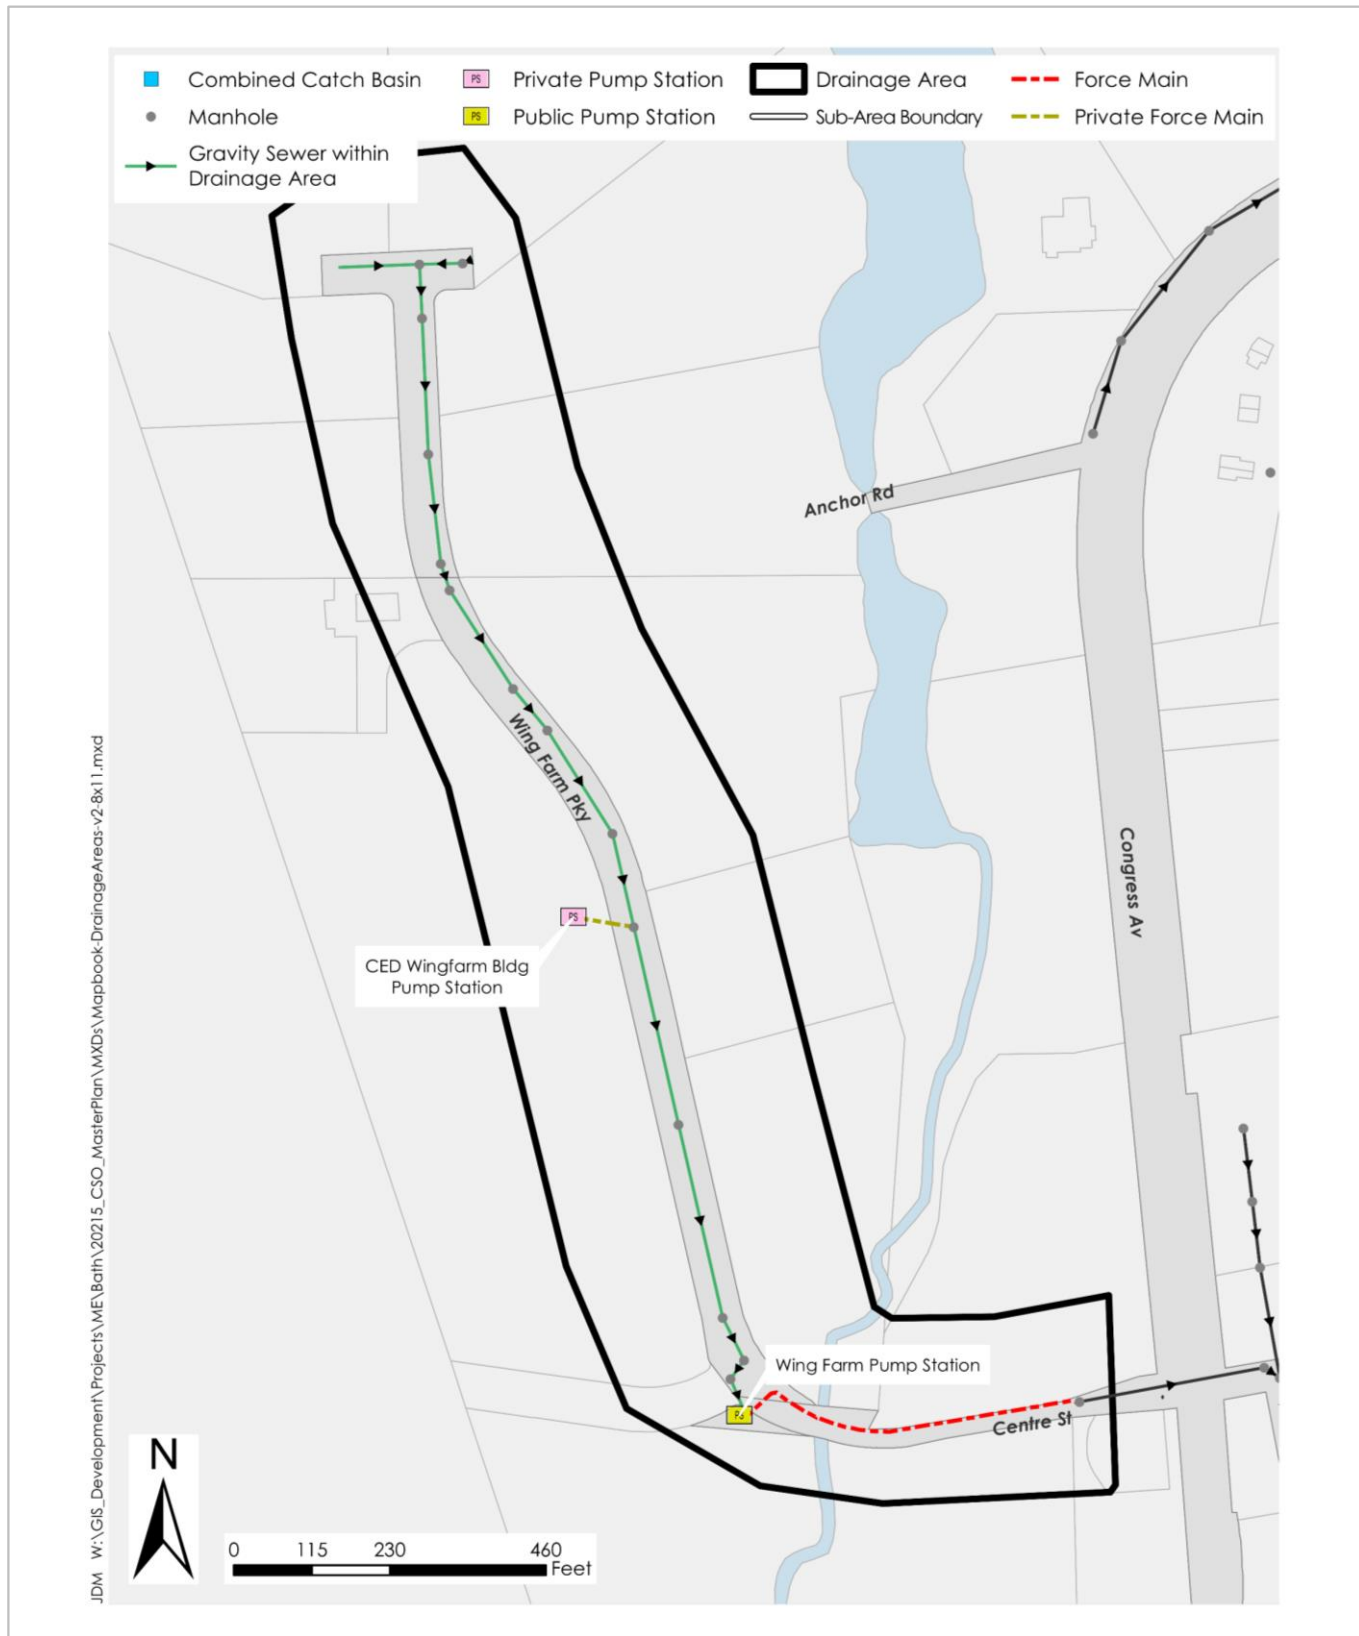 Combined Catch Basin
PS Private Pump Station
Drainage Area
Force Main
Manhole
PS Public Pump Station
Sub-Area Boundary
Private Force Main
Gravity Sewer within
Drainage Area
Anchor Rd
Wing Farm Pky
Congress Av
PS
CED Wingfarm Bldg
Pump Station
Wing Farm Pump Station
PS
Centre St
N
0 115 230 460
Feet
JDM W:\GIS_Development\Projects\ME\Bath\20215_CSO_MasterPlan\MXDs\Mapbook-DrainageAreas-v2-8x11.mxd